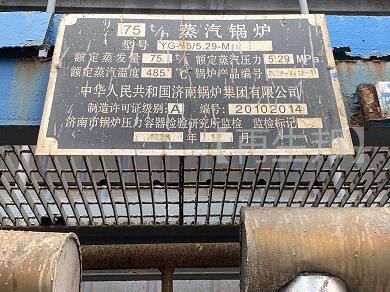 75 t/h 蒸汽锅炉
型号 YG-75/5.29-M
额定蒸发量 75 t/h 额定蒸汽压力 5.29 MPa
额定蒸汽温度 485 ℃ 锅炉产品编号
中华人民共和国济南锅炉集团有限公司
制造许可证级别: A 编号: 20102014
济南市锅炉压力容器检验研究所监检 监检标记
年 月